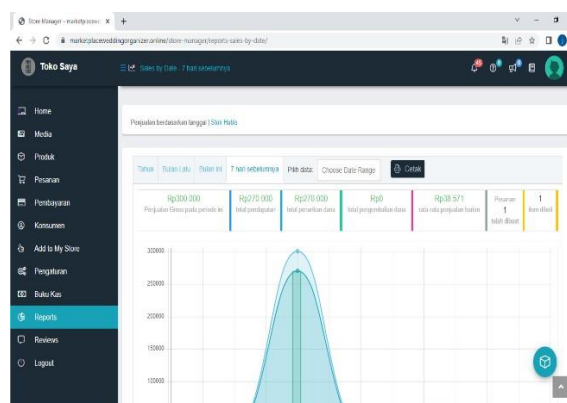 Store Manager - marketplacewe
marketplaceweddingorganizer.online/store-manager/reports-sales-by-date/
Toko Saya
Sales by Date - 7 hari sebelumnya
Home
Media
Produk
Pesanan
Pembayaran
Konsumen
Add to My Store
Pengaturan
Buku Kas
Reports
Reviews
Logout
Penjualan berdasarkan tanggal | Stok Habis
Tahun Bulan Lalu Bulan ini 7 hari sebelumnya Pilih data: Choose Date Range Cetak
Rp300.000
Penjualan Gross pada periode ini
Rp270.000
total pendapatan
Rp270.000
total penarikan dana
Rp0
total pengembalian dana
Rp38.571
rata rata penjualan harian
Pesanan
1
telah dibuat
1
item dibeli
300000
250000
200000
150000
100000